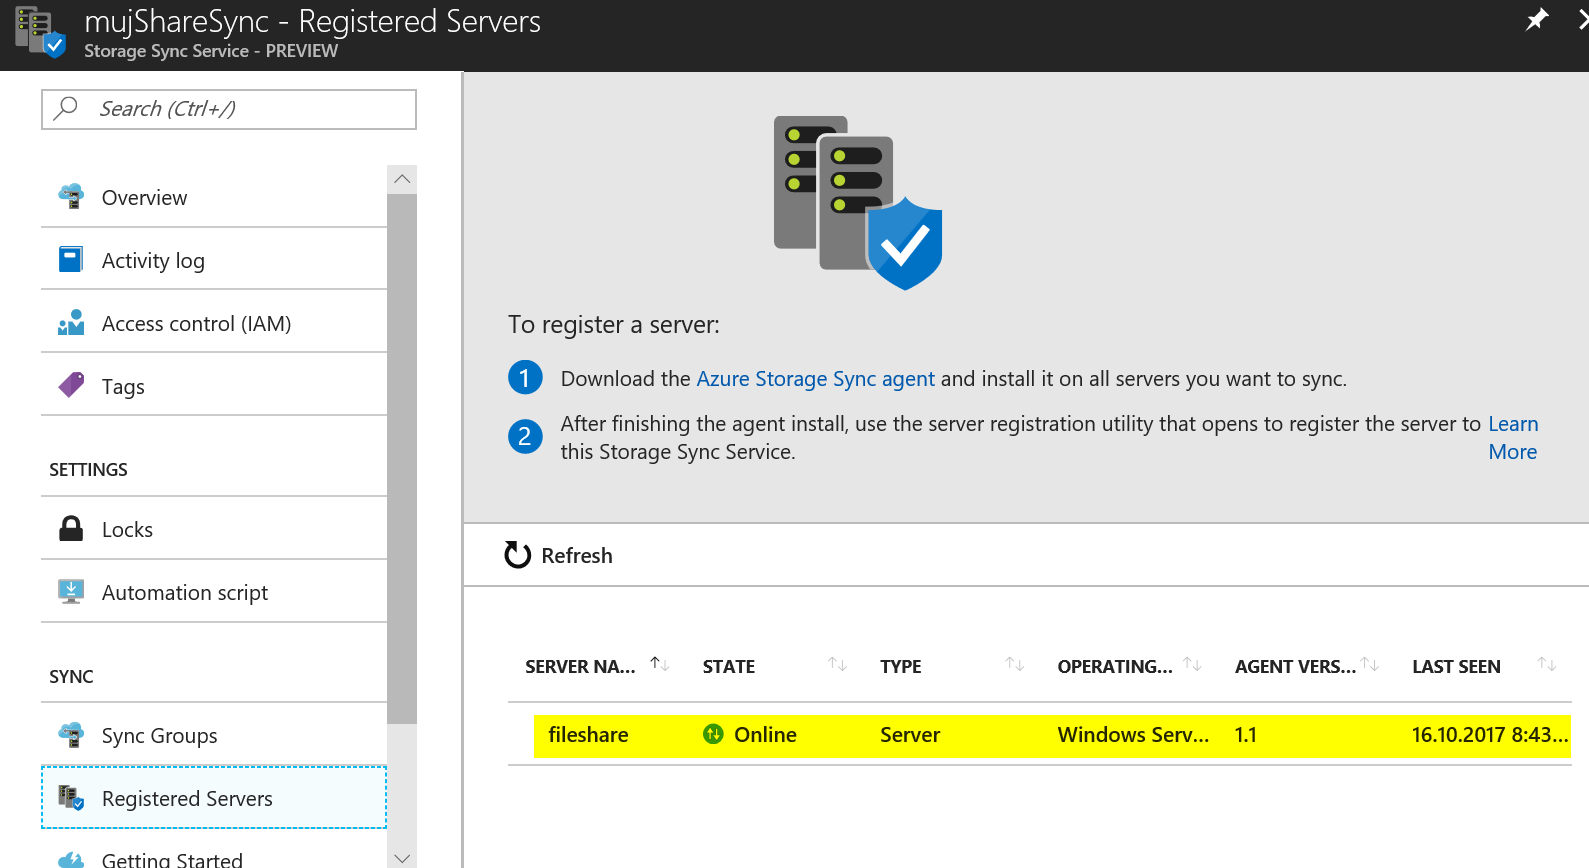 mujShareSync - Registered Servers
Storage Sync Service - PREVIEW
Search (Ctrl+/)
Overview
Activity log
Access control (IAM)
Tags
SETTINGS
Locks
Automation script
SYNC
Sync Groups
Registered Servers
Getting Started
To register a server:
1 Download the Azure Storage Sync agent and install it on all servers you want to sync.
2 After finishing the agent install, use the server registration utility that opens to register the server to
this Storage Sync Service.
Learn
More
Refresh
SERVER NA... STATE TYPE OPERATING... AGENT VERS... LAST SEEN
fileshare Online Server Windows Serv... 1.1 16.10.2017 8:43...